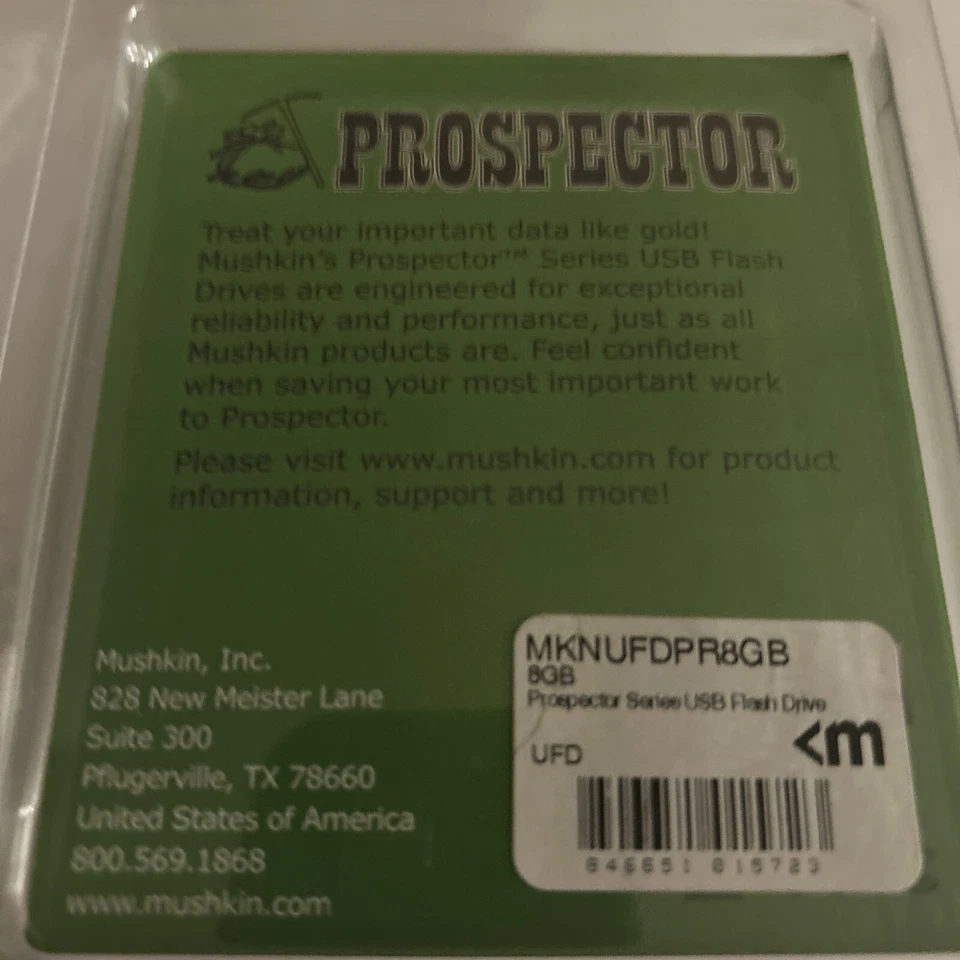 PROSPECTOR
Treat your important data like gold!
Mushkin's Prospector™ Series USB Flash
Drives are engineered for exceptional
reliability and performance, just as all
Mushkin products are. Feel confident
when saving your most important work
to Prospector.
Please visit www.mushkin.com for product
information, support and more!
Mushkin, Inc.
828 New Meister Lane
Suite 300
Pflugerville, TX 78660
United States of America
800.569.1868
www.mushkin.com
MKNUFDPR8GB
8GB
Prospector Series USB Flash Drive
<m
UFD
846651 815723